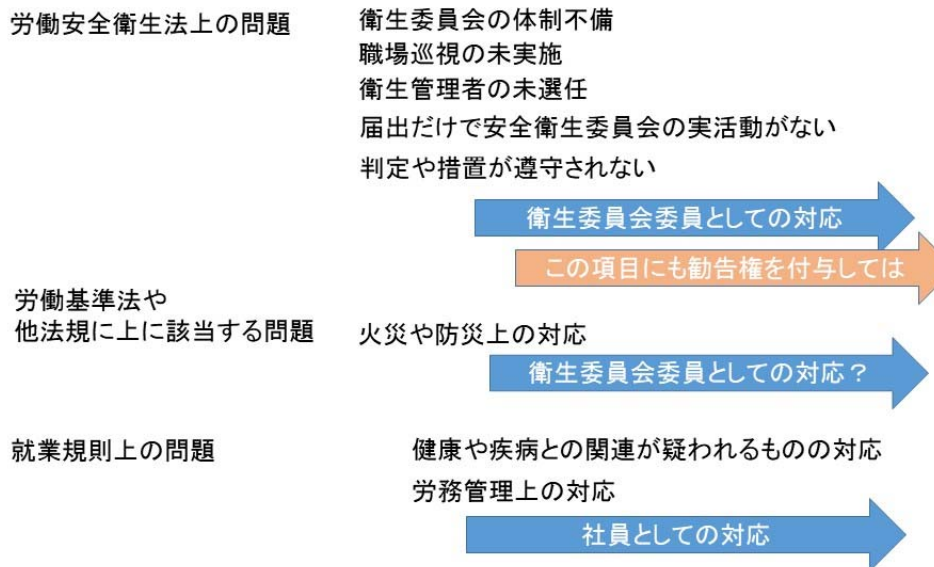 労働安全衛生法上の問題
衛生委員会の体制不備
職場巡視の未実施
衛生管理者の未選任
届出だけで安全衛生委員会の実活動がない
判定や措置が遵守されない
衛生委員会委員としての対応
この項目にも勧告権を付与しては
労働基準法や
他法規に上に該当する問題
火災や防災上の対応
衛生委員会委員としての対応？
就業規則上の問題
健康や疾病との関連が疑われるものの対応
労務管理上の対応
社員としての対応